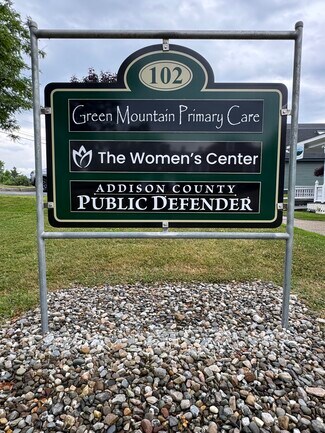 102
Green Mountain Primary Care
The Women's Center
ADDISON COUNTY
PUBLIC DEFENDER